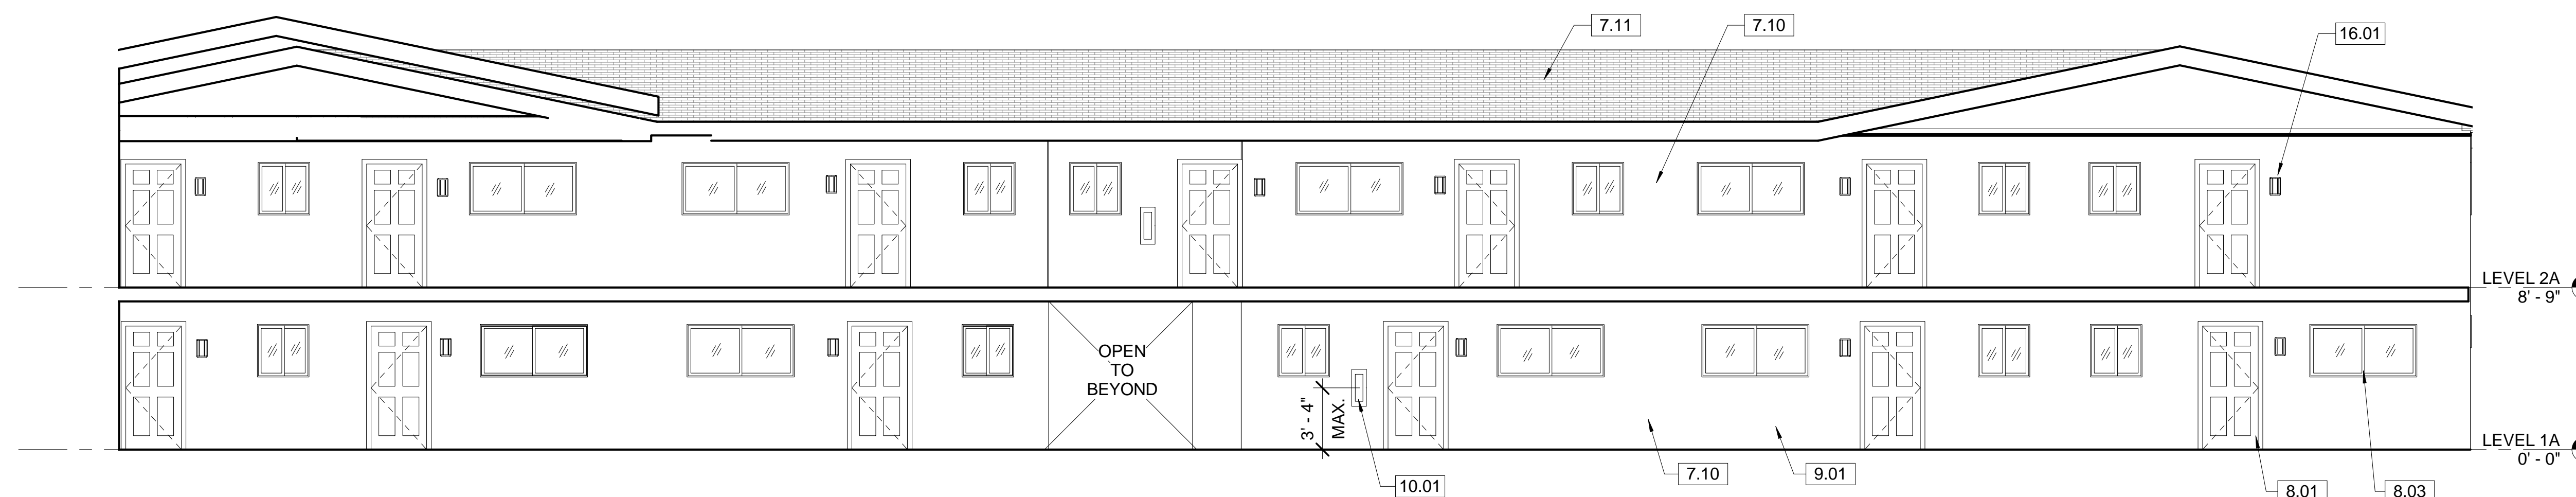 7.11
7.10
16.01
LEVEL 2A
8' - 9"
OPEN
TO
BEYOND
3' - 4"
MAX.
LEVEL 1A
0' - 0"
7.10
9.01
10.01
8.01
8.03